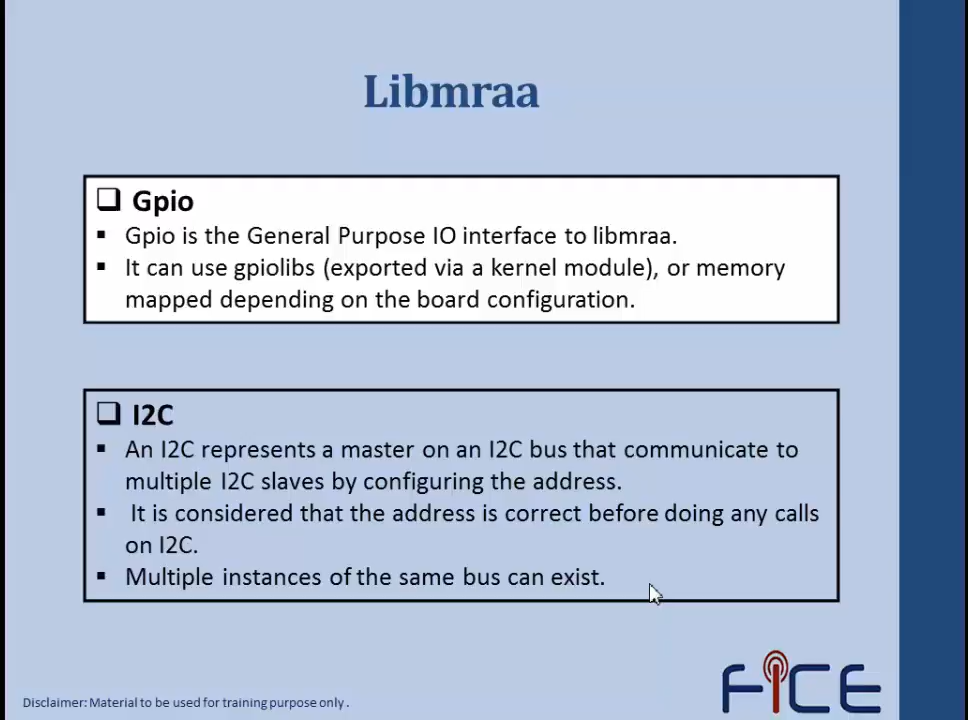 Libmraa
❑ Gpio
▪ Gpio is the General Purpose IO interface to libmraa.
▪ It can use gpiolibs (exported via a kernel module), or memory
mapped depending on the board configuration.
❑ I2C
▪ An I2C represents a master on an I2C bus that communicate to
multiple I2C slaves by configuring the address.
▪ It is considered that the address is correct before doing any calls
on I2C.
▪ Multiple instances of the same bus can exist.
Disclaimer: Material to be used for training purpose only .
FiCE